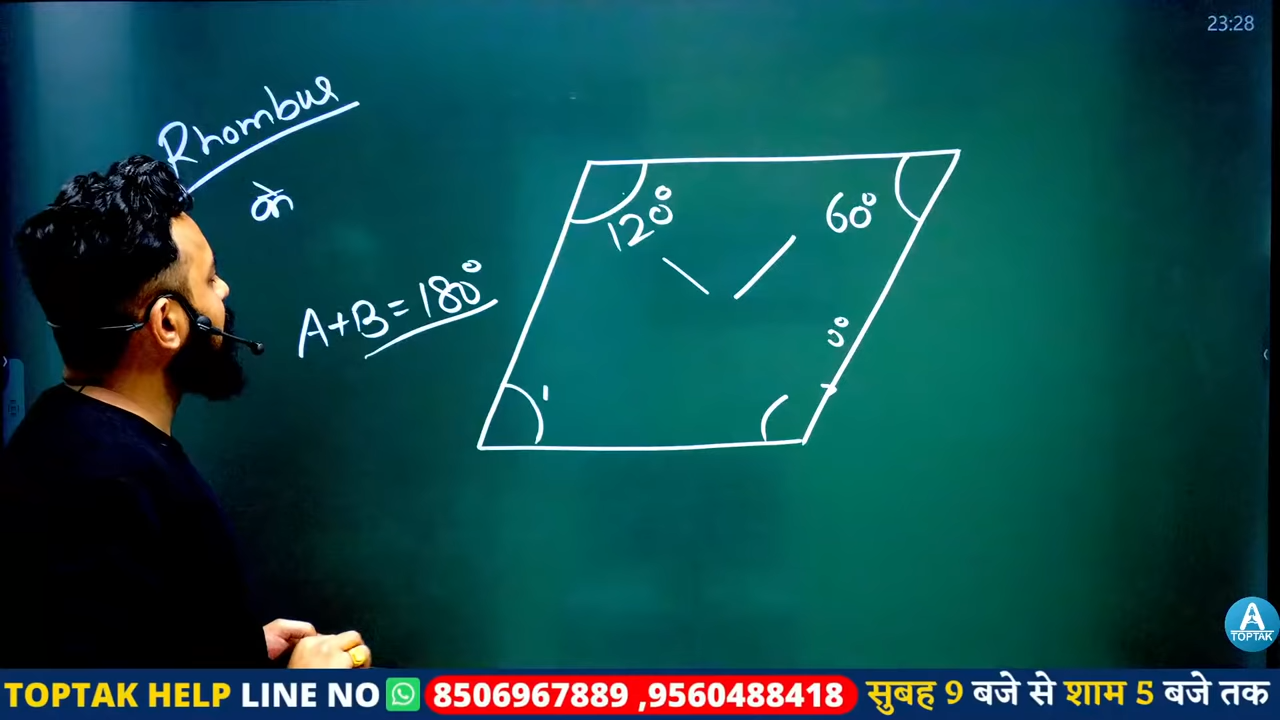 23:28
Rhombus
के
120°
60°
A+B=180°
0°
A
TOPTAK
TOPTAK HELP LINE NO 8506967889 ,9560488418 सुबह 9 बजे से शाम 5 बजे तक